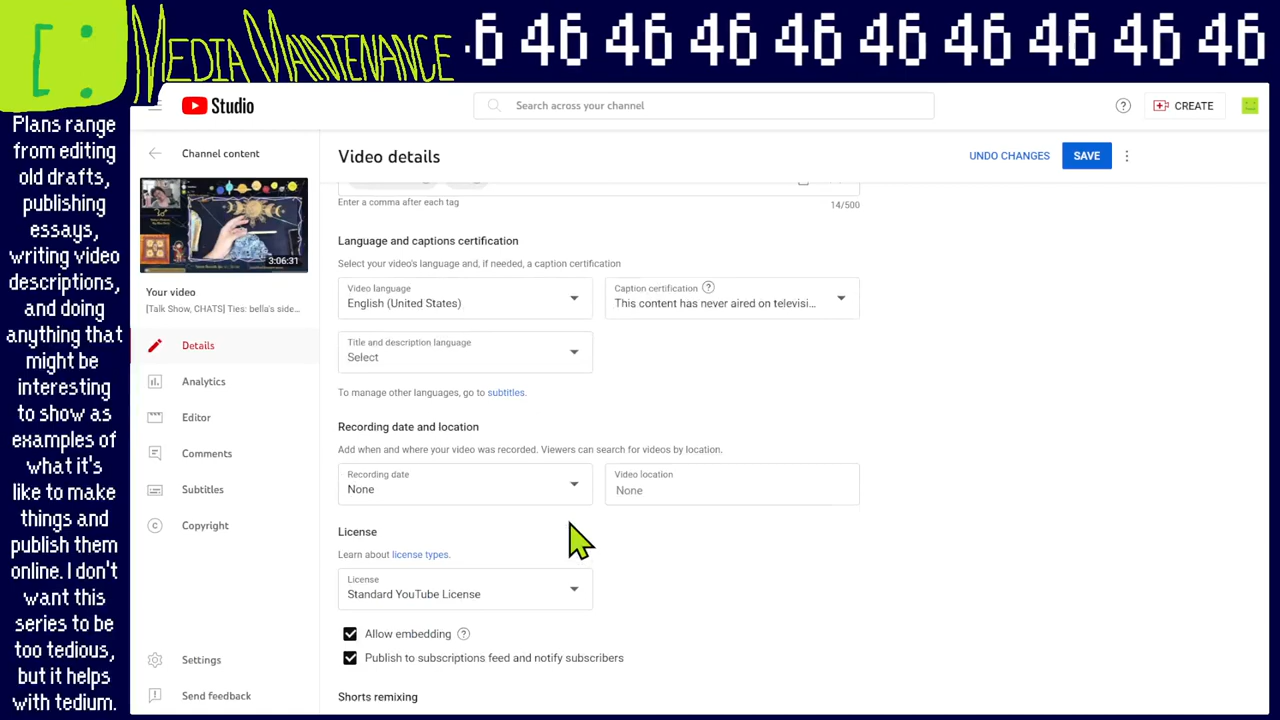 [:
MEDIA MAINTENANCE
6 46 46 46 46 46 46 46 46 46
Plans range
from editing
old drafts,
publishing
essays,
writing video
descriptions,
and doing
anything that
might be
interesting
to show as
examples of
what it's
like to make
things and
publish them
online. I don't
want this
series to be
too tedious,
but it helps
with tedium.
Studio
Search across your channel
CREATE
Channel content
3:06:31
Your video
[Talk Show, CHATS] Ties: bella's side...
Details
Analytics
Editor
Comments
Subtitles
Copyright
Settings
Send feedback
Video details
UNDO CHANGES
SAVE
Enter a comma after each tag
14/500
Language and captions certification
Select your video's language and, if needed, a caption certification
Video language
English (United States)
Caption certification
This content has never aired on televisi...
Title and description language
Select
To manage other languages, go to subtitles.
Recording date and location
Add when and where your video was recorded. Viewers can search for videos by location.
Recording date
None
Video location
None
License
Learn about license types.
License
Standard YouTube License
Allow embedding
Publish to subscriptions feed and notify subscribers
Shorts remixing